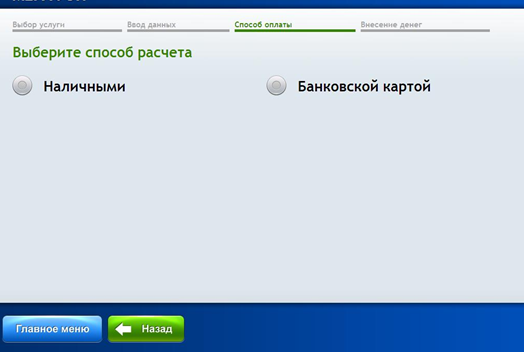 Выбор услуги
Ввод данных
Способ оплаты
Внесение денег
Выберите способ расчета
Наличными
Банковской картой
Главное меню
Назад